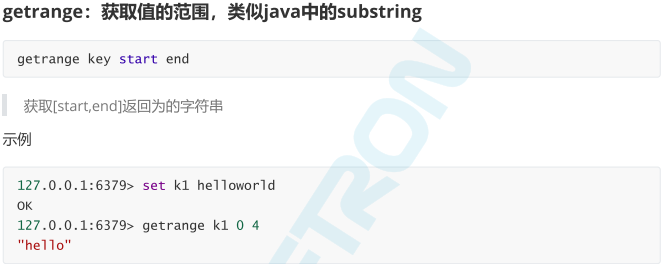 getrange：获取值的范围，类似java中的substring
getrange key start end
获取[start,end]返回为的字符串
示例
127.0.0.1:6379> set k1 helloworld
OK
127.0.0.1:6379> getrange k1 0 4
"hello"